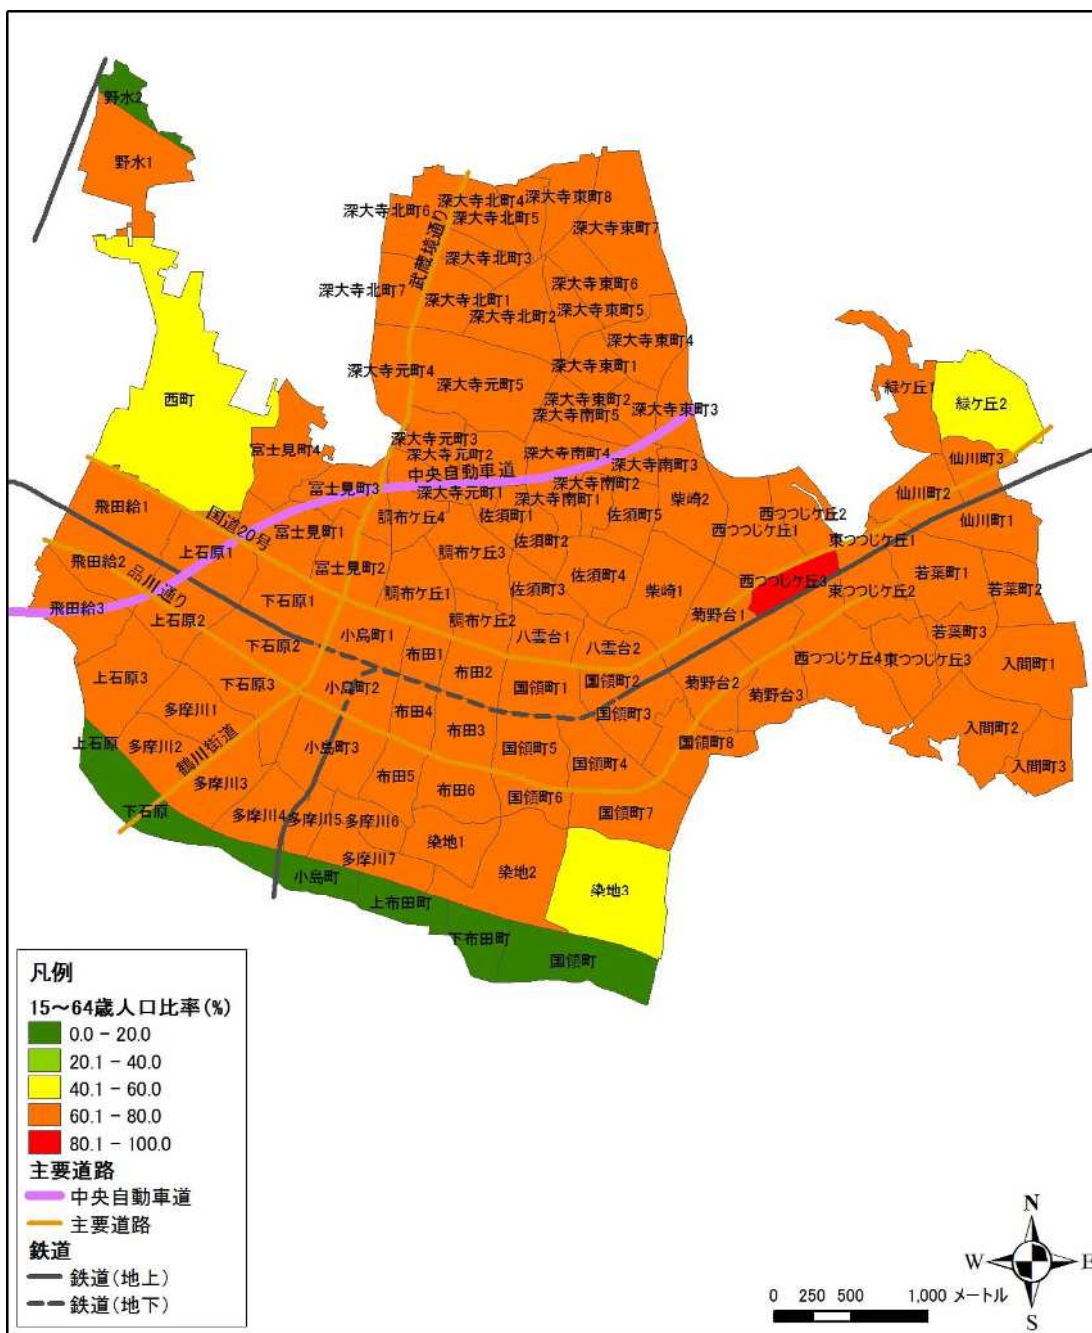 野水2
野水1
深大寺北町4
深大寺東町8
深大寺北町6
深大寺北町5
深大寺東町7
武蔵境通り
深大寺北町3
深大寺東町6
深大寺北町7
深大寺北町1
深大寺東町5
深大寺北町2
深大寺東町4
深大寺元町4
深大寺東町1
深大寺元町5
緑ケ丘1
西町
深大寺東町2
緑ケ丘2
深大寺南町5
深大寺東町3
深大寺元町3
富士見町4
深大寺元町2
深大寺南町4
仙川町3
中央自動車道
深大寺南町3
富士見町3
深大寺元町1
深大寺南町2
仙川町2
飛田給1
深大寺南町1
柴崎2
国道20号
調布ケ丘4
佐須町1
佐須町5
西つつじケ丘2
仙川町1
富士見町1
西つつじケ丘1
上石原1
佐須町2
東つつじケ丘1
調布ケ丘3
飛田給2
富士見町2
佐須町4
若葉町1
品川通り
西つつじケ丘3
佐須町3
柴崎1
東つつじケ丘2
若葉町2
調布ケ丘1
下石原1
飛田給3
上石原2
菊野台1
調布ケ丘2
若葉町3
小島町1
八雲台1
下石原2
八雲台2
布田1
西つつじケ丘4
東つつじケ丘3
入間町1
布田2
上石原3
下石原3
小島町2
国領町1
国領町2
菊野台2
菊野台3
多摩川1
布田4
国領町3
布田3
入間町2
上石原
多摩川2
鶴川街道
小島町3
国領町5
国領町8
国領町4
入間町3
多摩川3
布田5
布田6
国領町6
下石原
多摩川4
多摩川5
多摩川6
国領町7
染地1
多摩川7
染地2
小島町
染地3
上布田町
下布田町
国領町
凡例
15～64歳人口比率(%)
0.0 - 20.0
20.1 - 40.0
40.1 - 60.0
60.1 - 80.0
80.1 - 100.0
主要道路
中央自動車道
主要道路
鉄道
鉄道(地上)
鉄道(地下)
N
W
E
S
0 250 500 1,000 メートル